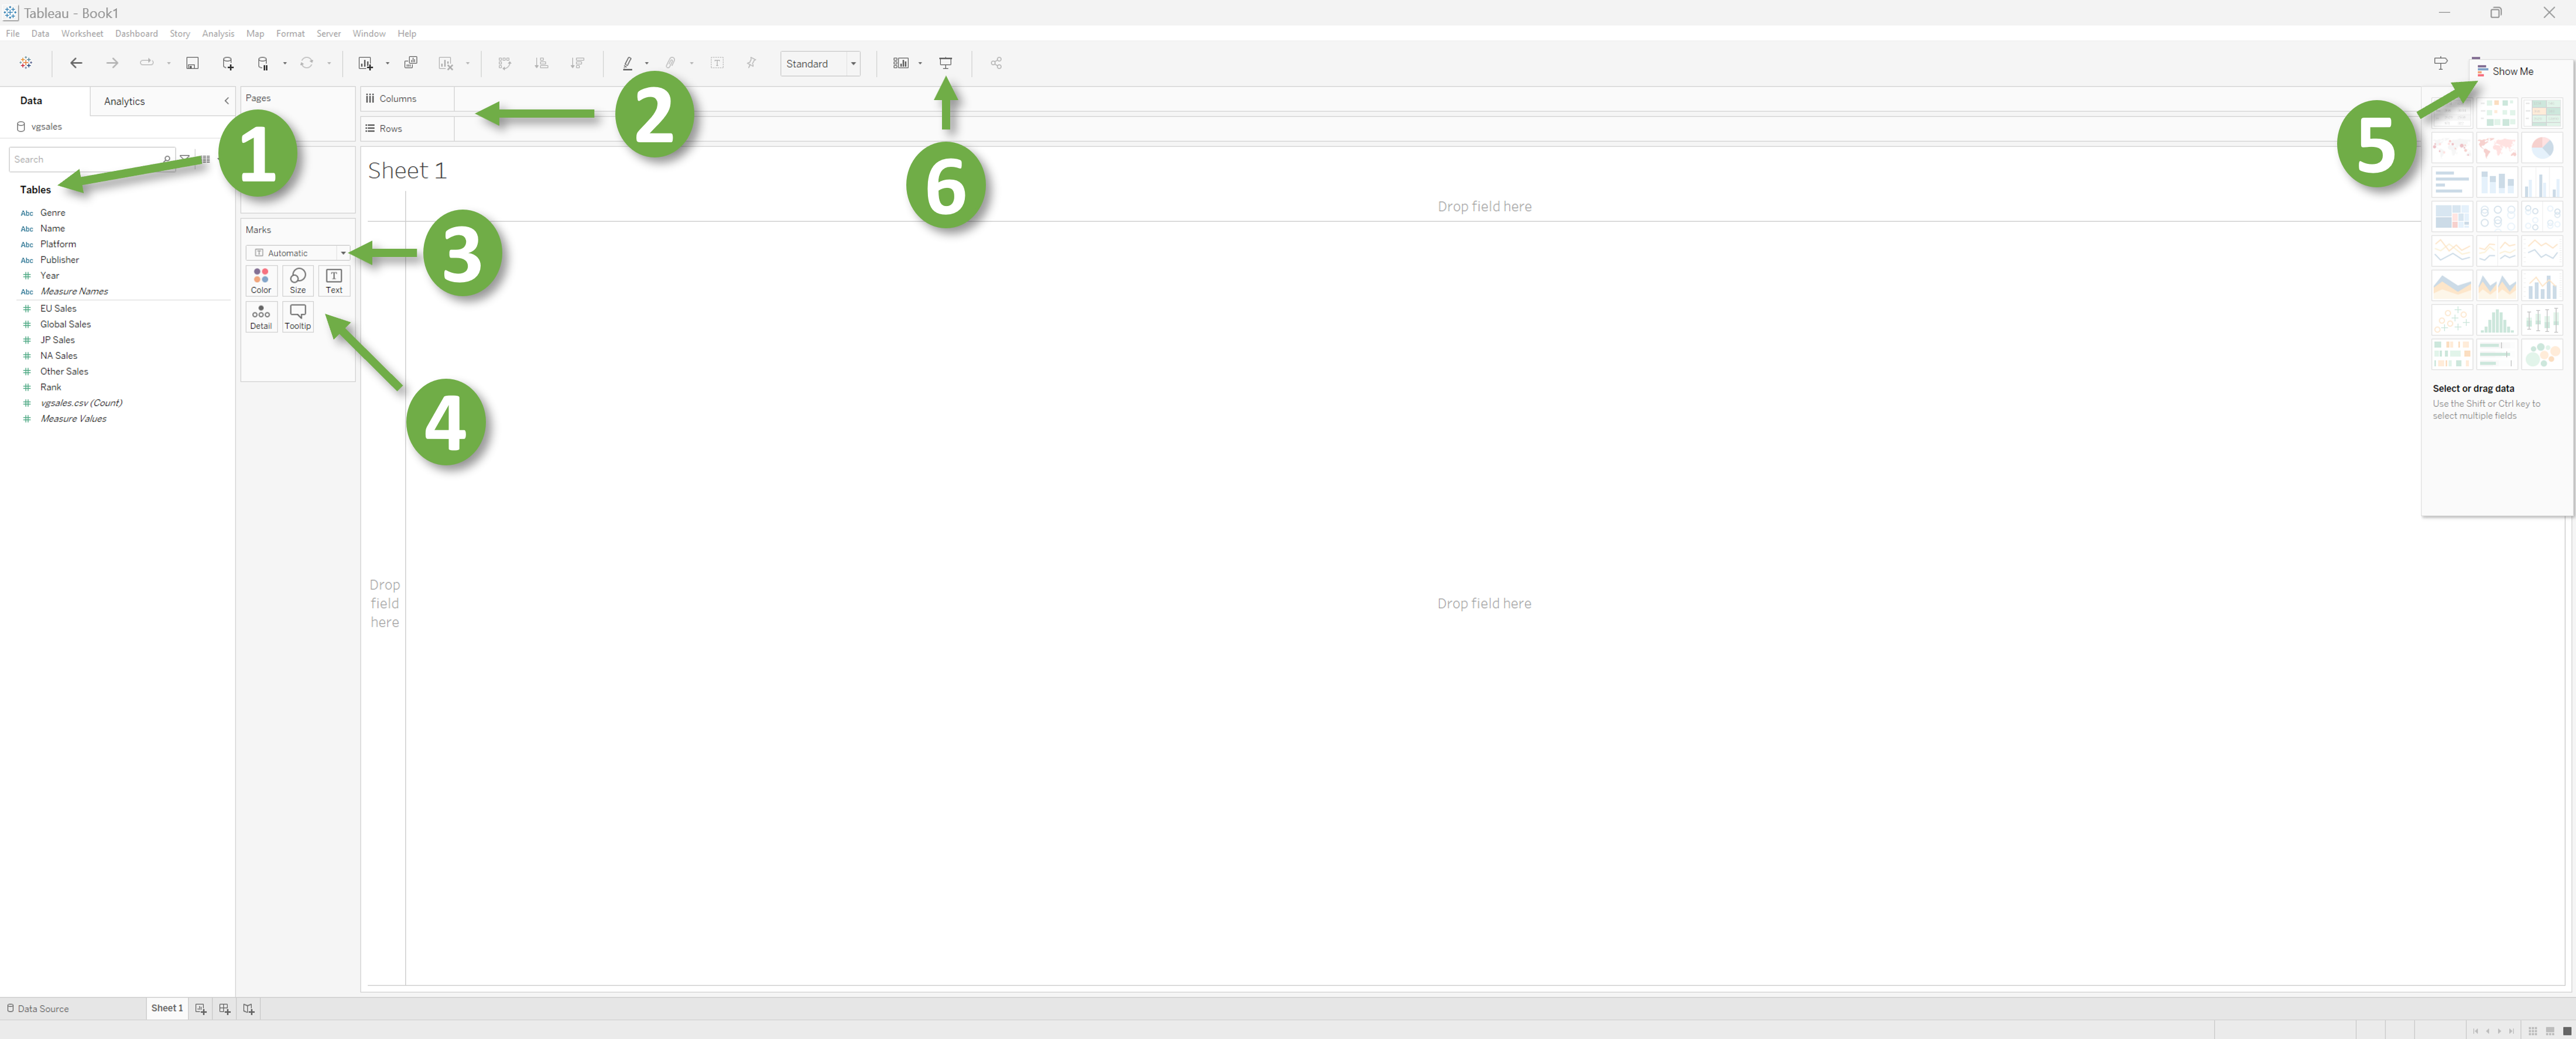 Tableau - Book1
File Data Worksheet Dashboard Story Analysis Map Format Server Window Help
Standard
Show Me
Data Analytics
Pages
Columns
vgsales
Rows
Search
Tables
Sheet 1
Drop field here
Genre
Name
Platform
Publisher
Year
Measure Names
EU Sales
Global Sales
JP Sales
NA Sales
Other Sales
Rank
vgsales.csv (Count)
Measure Values
Abc
Abc
Abc
Abc
Abc
Marks
Automatic
Color Size Text
Detail Tooltip
1
2
3
4
5
6
Drop
field
here
Drop field here
Select or drag data
Use the Shift or Ctrl key to
select multiple fields
Data Source
Sheet 1